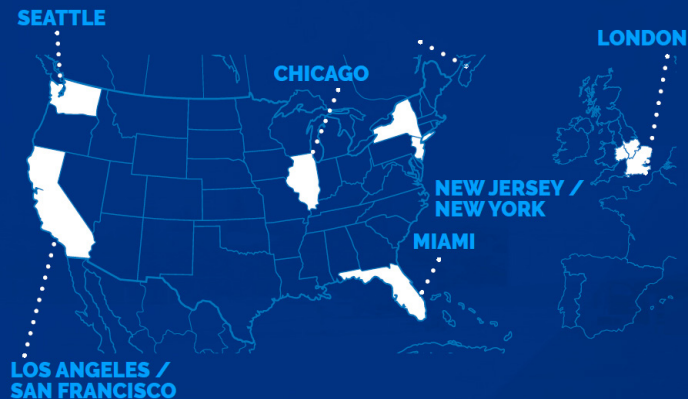 SEATTLE
LONDON
CHICAGO
NEW JERSEY /
NEW YORK
MIAMI
LOS ANGELES /
SAN FRANCISCO